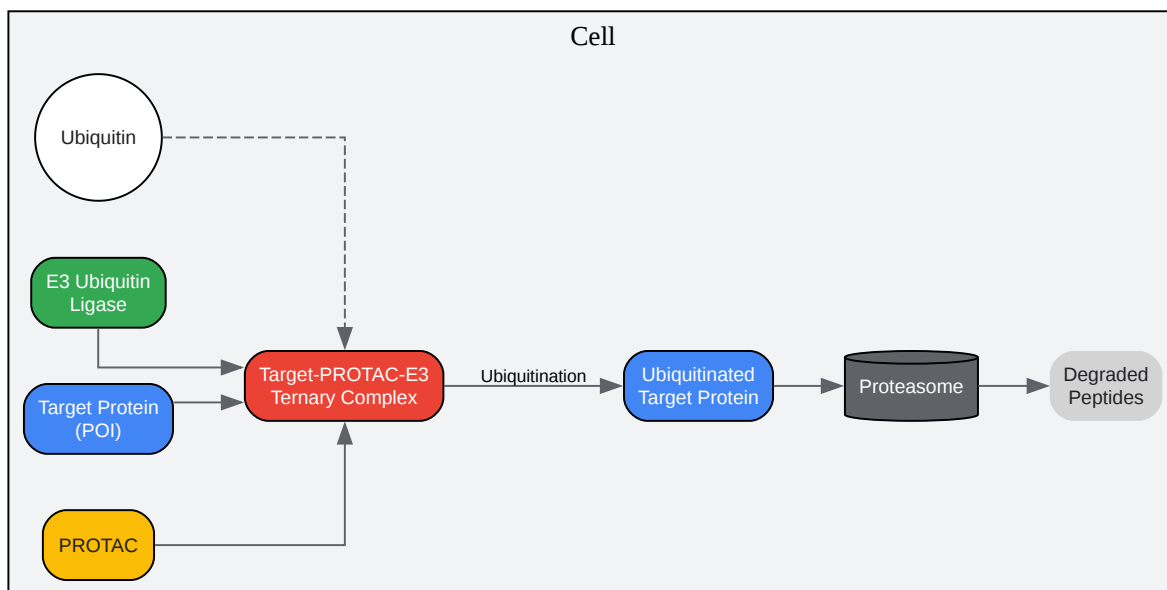 Cell
Ubiquitin
E3 Ubiquitin
Ligase
Target Protein
(POI)
PROTAC
Target-PROTAC-E3
Ternary Complex
Ubiquitination
Ubiquitinated
Target Protein
Proteasome
Degraded
Peptides